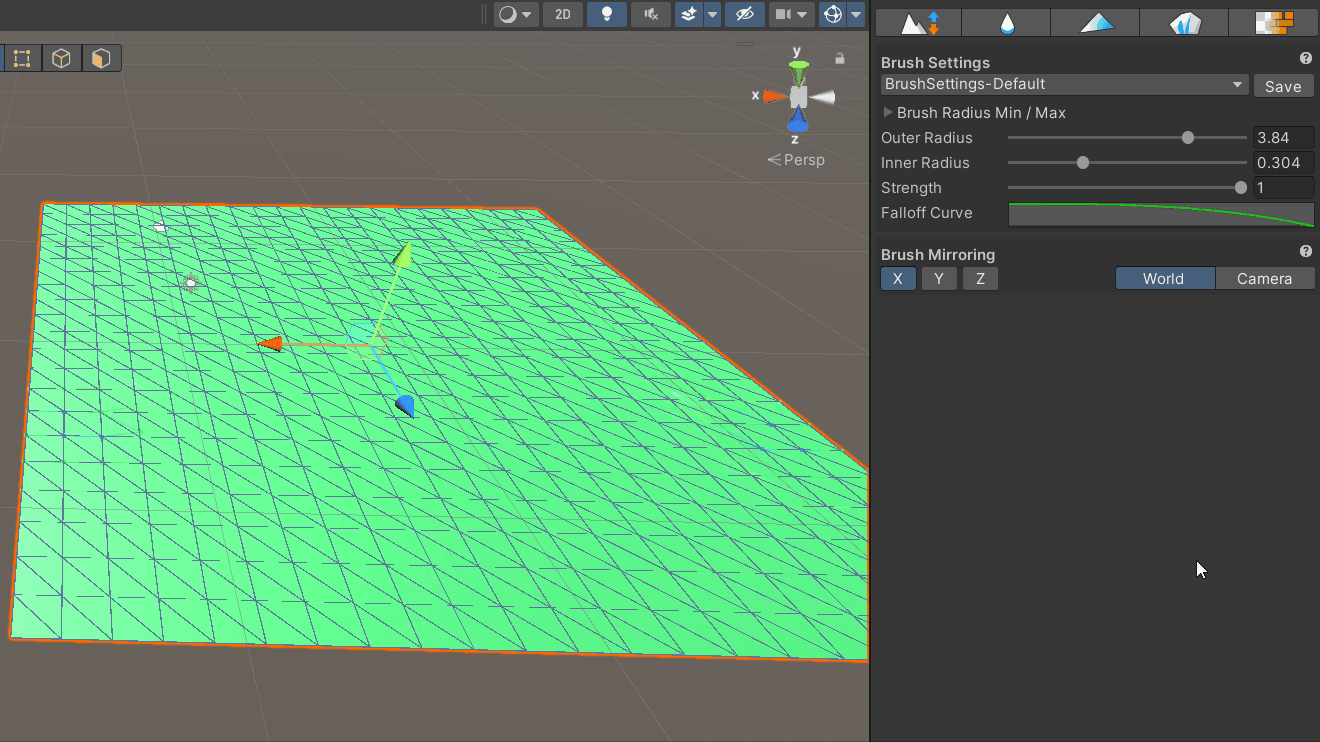 2D
y
x
z
Persp
Brush Settings
BrushSettings-Default
Save
Brush Radius Min / Max
Outer Radius
3.84
Inner Radius
0.304
Strength
1
Falloff Curve
Brush Mirroring
X Y Z World Camera